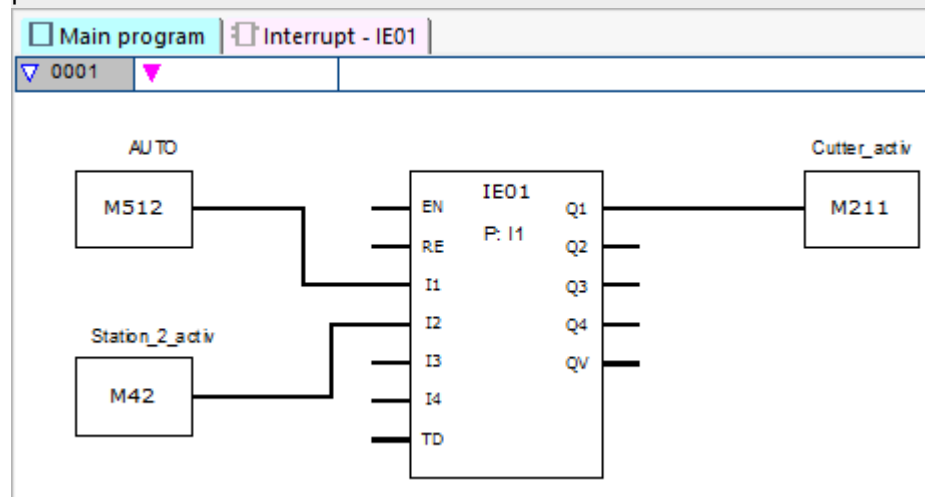 Main program Interrupt - IE01
0001
AUTO Cutter_activ
M512 IE01 M211
P: I1
EN Q1
RE Q2
I1 Q3
I2 Q4
I3 QV
I4
TD
Station_2_activ
M42